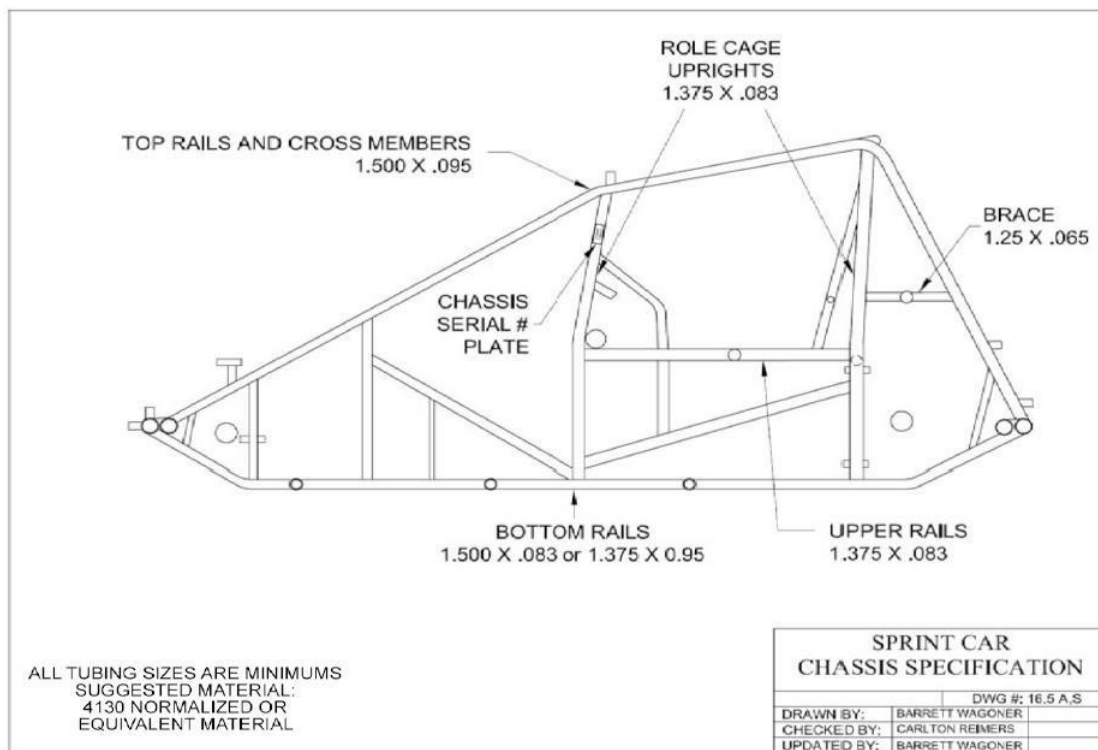 ROLE CAGE
UPRIGHTS
1.375 X .083
TOP RAILS AND CROSS MEMBERS
1.500 X .095
BRACE
1.25 X .065
CHASSIS
SERIAL #
PLATE
BOTTOM RAILS
1.500 X .083 or 1.375 X 0.95
UPPER RAILS
1.375 X .083
ALL TUBING SIZES ARE MINIMUMS
SUGGESTED MATERIAL:
4130 NORMALIZED OR
EQUIVALENT MATERIAL
SPRINT CAR
CHASSIS SPECIFICATION
DWG #: 16.5 A,S
DRAWN BY: BARRETT WAGONER
CHECKED BY: CARLTON REIMERS
UPDATED BY: BARRETT WAGONER